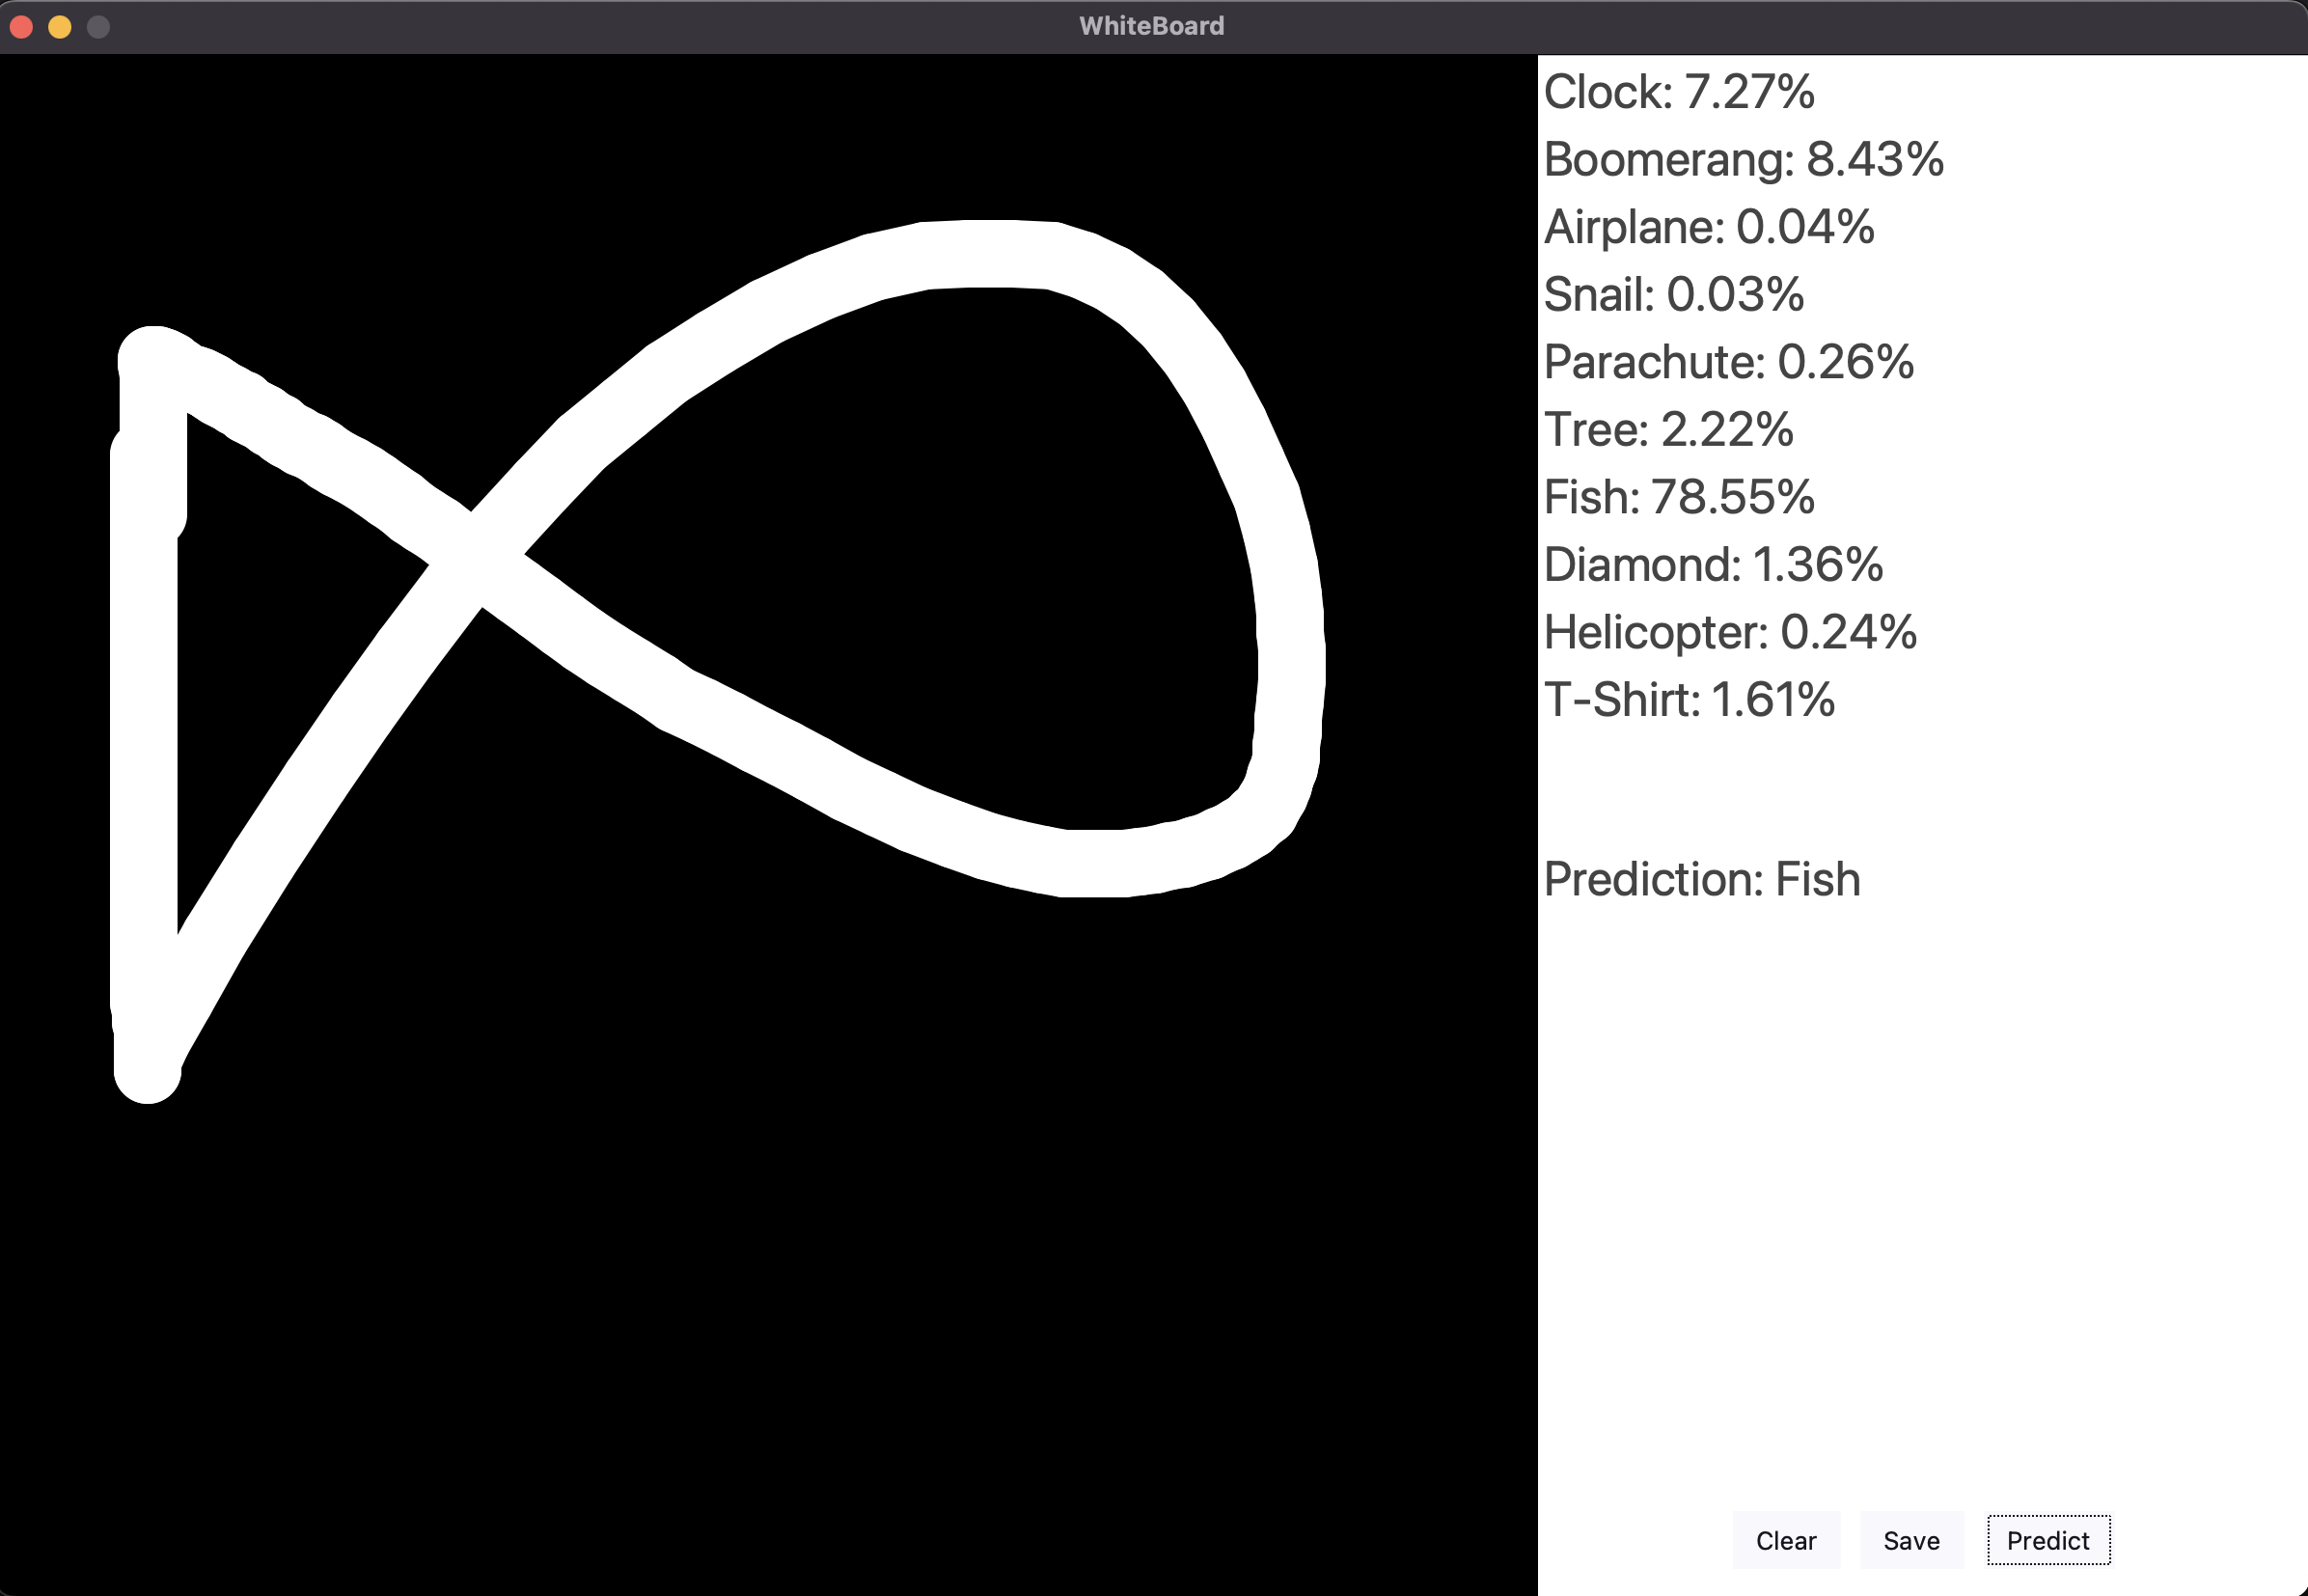 WhiteBoard
Clock: 7.27%
Boomerang: 8.43%
Airplane: 0.04%
Snail: 0.03%
Parachute: 0.26%
Tree: 2.22%
Fish: 78.55%
Diamond: 1.36%
Helicopter: 0.24%
T-Shirt: 1.61%
Prediction: Fish
Clear Save Predict